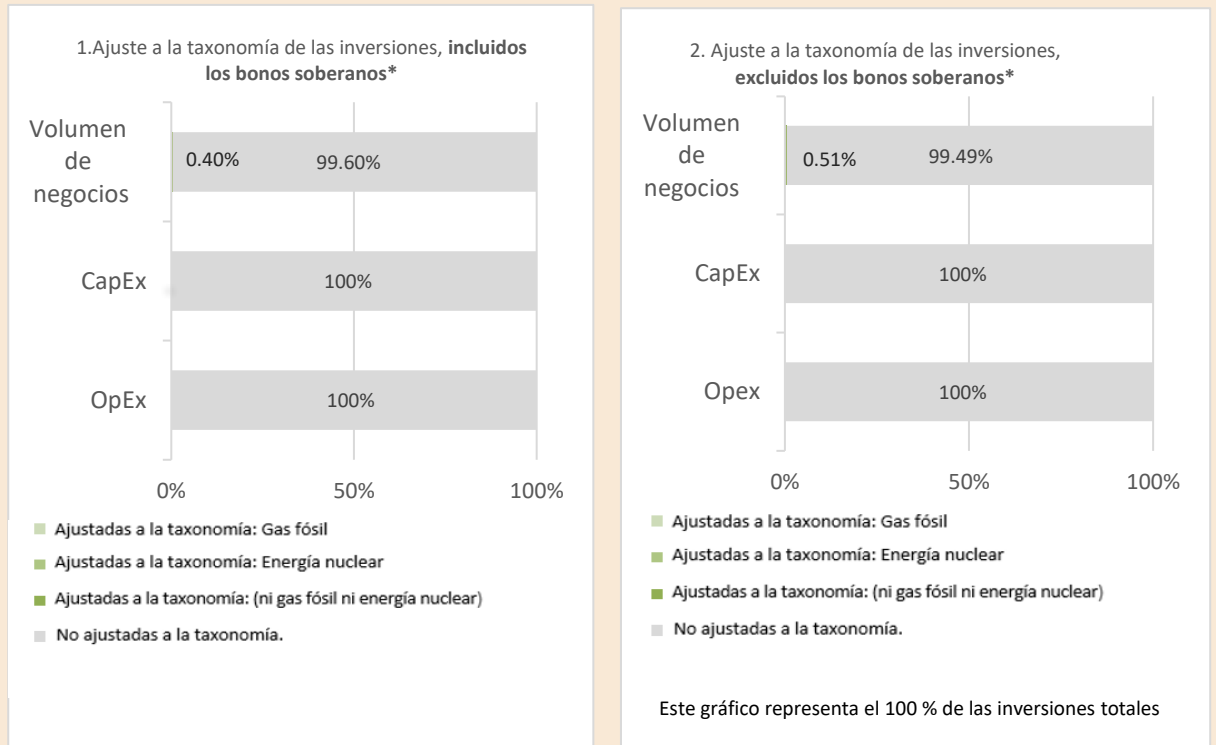 1.Ajuste a la taxonomía de las inversiones, incluidos
los bonos soberanos*
Volumen
de
negocios
0.40%
99.60%
CapEx
100%
OpEx
100%
0%
50%
100%
Ajustadas a la taxonomía: Gas fósil
Ajustadas a la taxonomía: Energía nuclear
Ajustadas a la taxonomía: (ni gas fósil ni energía nuclear)
No ajustadas a la taxonomía.
2. Ajuste a la taxonomía de las inversiones,
excluidos los bonos soberanos*
Volumen
de
negocios
0.51%
99.49%
CapEx
100%
Opex
100%
0%
50%
100%
Ajustadas a la taxonomía: Gas fósil
Ajustadas a la taxonomía: Energía nuclear
Ajustadas a la taxonomía: (ni gas fósil ni energía nuclear)
No ajustadas a la taxonomía.
Este gráfico representa el 100 % de las inversiones totales